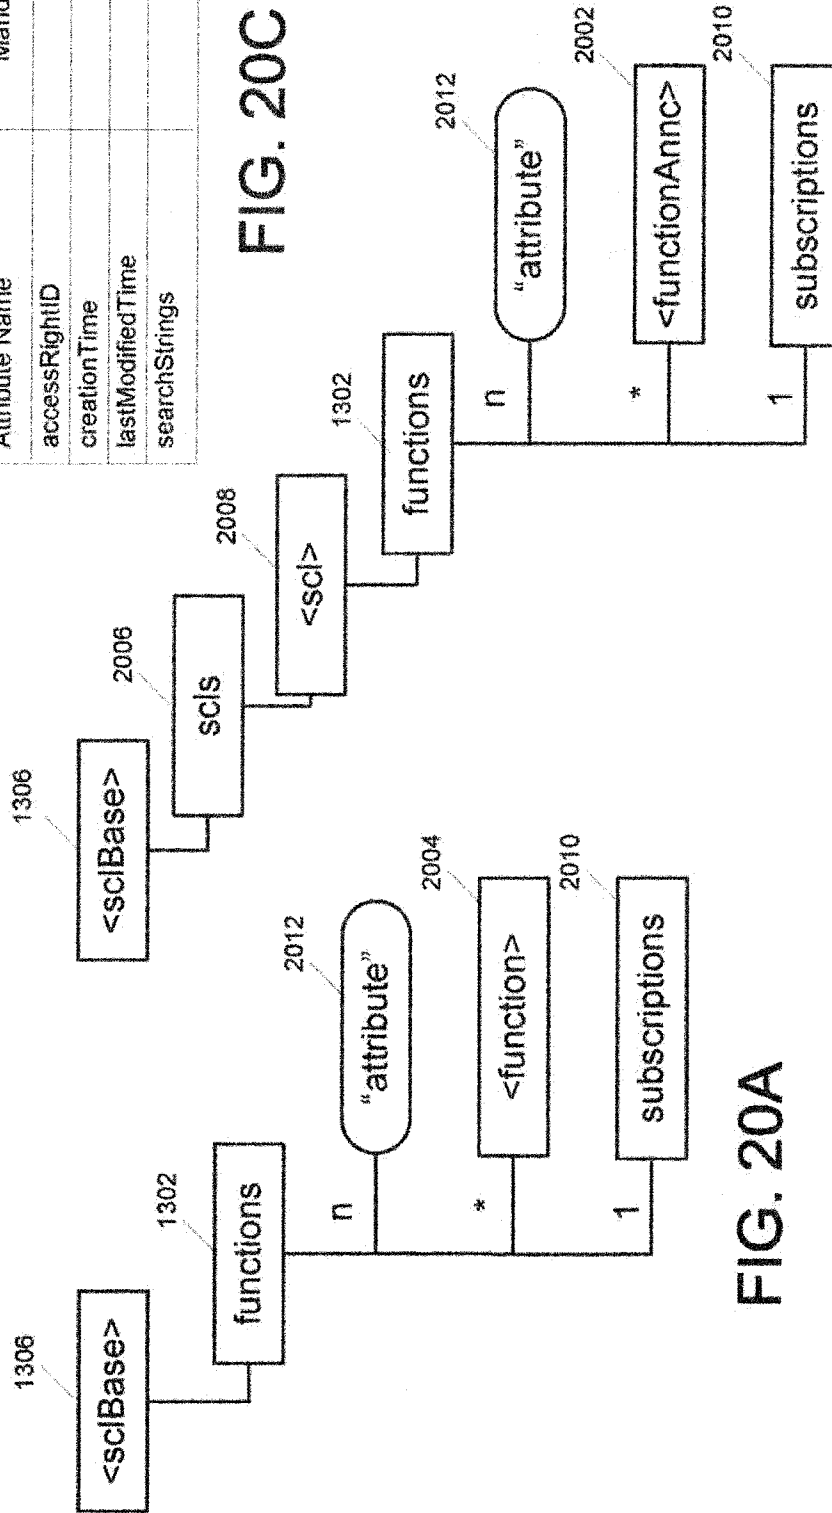 1306
<sclBase>
1302
functions
n
2012
“attribute”
*
2004
<function>
1
2010
subscriptions
FIG. 20A
1306
<sclBase>
2006
scls
2008
<scl>
1302
functions
n
2012
“attribute”
*
2002
<functionAnnc>
1
2010
subscriptions
Attribute Name
accessRightID
creationTime
lastModifiedTime
searchStrings
FIG. 20C